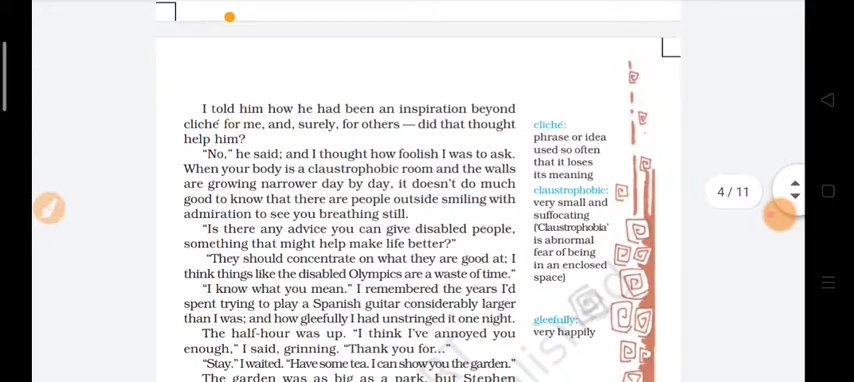 I told him how he had been an inspiration beyond
cliché for me, and, surely, for others — did that thought
help him?
"No," he said; and I thought how foolish I was to ask.
When your body is a claustrophobic room and the walls
are growing narrower day by day, it doesn't do much
good to know that there are people outside smiling with
admiration to see you breathing still.
"Is there any advice you can give disabled people,
something that might help make life better?"
"They should concentrate on what they are good at; I
think things like the disabled Olympics are a waste of time."
"I know what you mean." I remembered the years I'd
spent trying to play a Spanish guitar considerably larger
than I was; and how gleefully I had unstringed it one night.
The half-hour was up. "I think I've annoyed you
enough," I said, grinning. "Thank you for..."
"Stay." I waited. "Have some tea. I can show you the garden."
The garden was as big as a park, but Stephen
cliché:
phrase or idea
used so often
that it loses
its meaning
claustrophobic:
very small and
suffocating
('Claustrophobia'
is abnormal
fear of being
in an enclosed
space)
gleefully:
very happily
4 / 11